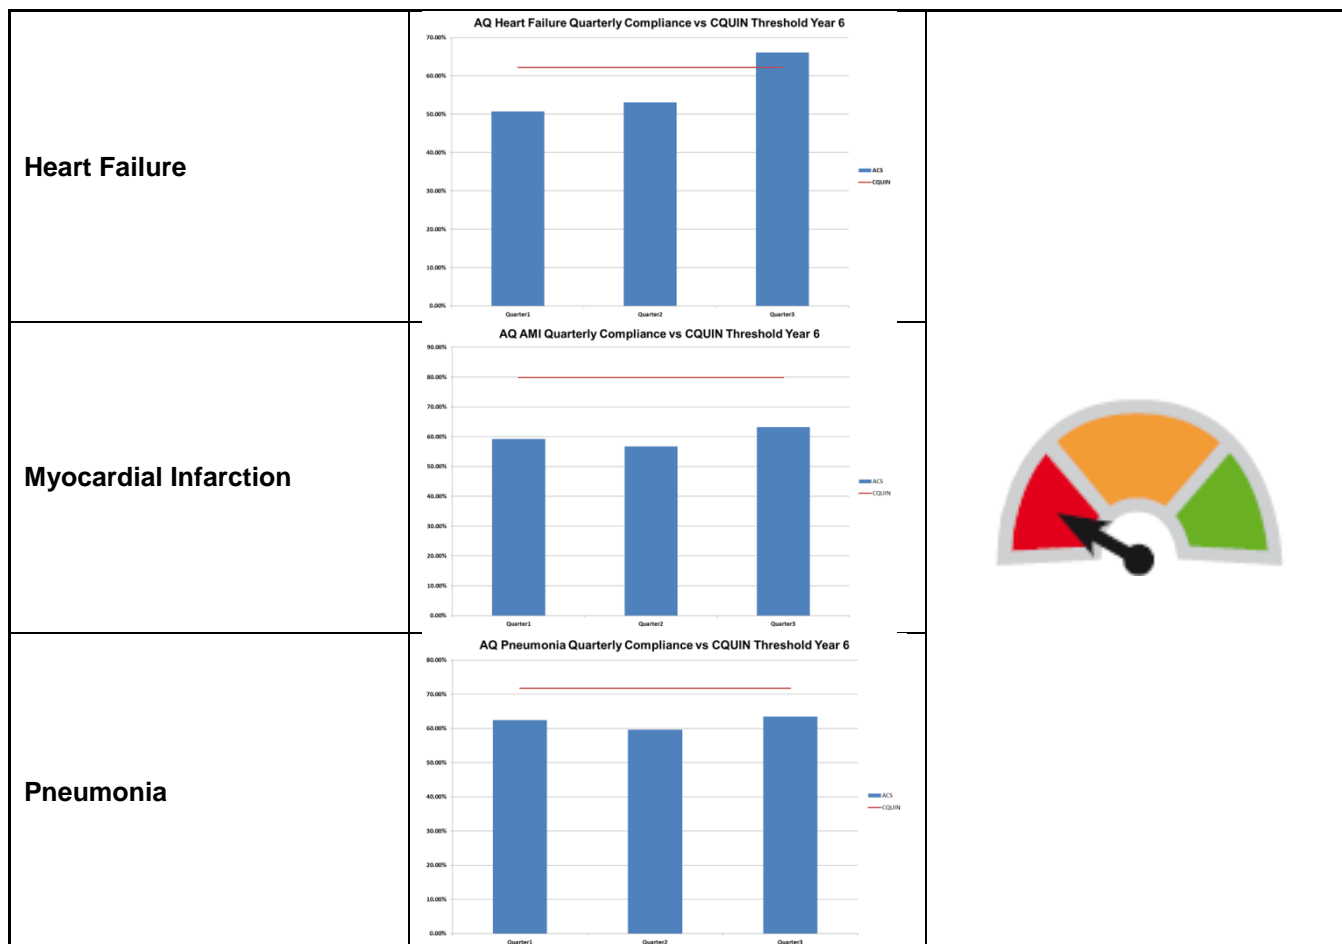 Heart Failure
AQ Heart Failure Quarterly Compliance vs CQUIN Threshold Year 6
70.00%
60.00%
50.00%
40.00%
30.00%
20.00%
10.00%
0.00%
Quarter1 Quarter2 Quarter3
ACS
CQUIN
Myocardial Infarction
AQ AMI Quarterly Compliance vs CQUIN Threshold Year 6
90.00%
80.00%
70.00%
60.00%
50.00%
40.00%
30.00%
20.00%
10.00%
0.00%
Quarter1 Quarter2 Quarter3
ACS
CQUIN
Pneumonia
AQ Pneumonia Quarterly Compliance vs CQUIN Threshold Year 6
80.00%
70.00%
60.00%
50.00%
40.00%
30.00%
20.00%
10.00%
0.00%
Quarter1 Quarter2 Quarter3
ACS
CQUIN